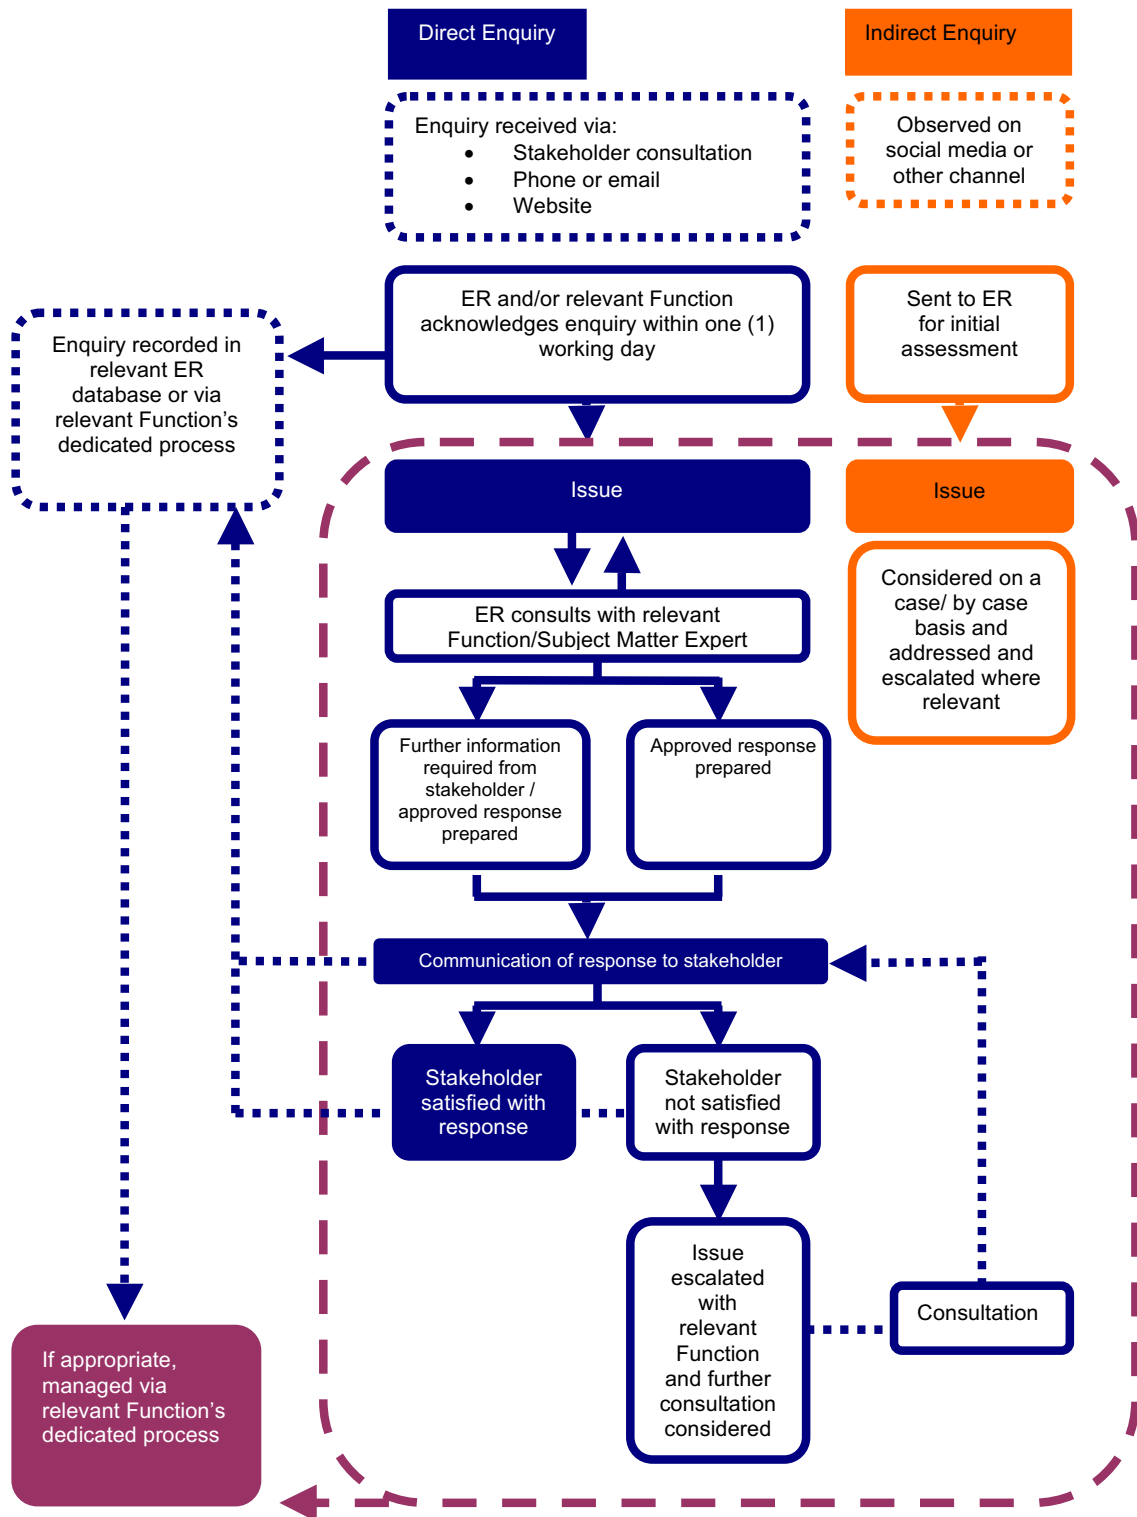 Direct Enquiry
Indirect Enquiry
Enquiry received via:
• Stakeholder consultation
• Phone or email
• Website
Observed on
social media or
other channel
ER and/or relevant Function
acknowledges enquiry within one (1)
working day
Sent to ER
for initial
assessment
Enquiry recorded in
relevant ER
database or via
relevant Function’s
dedicated process
Issue
Issue
ER consults with relevant
Function/Subject Matter Expert
Considered on a
case/ by case
basis and
addressed and
escalated where
relevant
Further information
required from
stakeholder /
approved response
prepared
Approved response
prepared
Communication of response to stakeholder
Stakeholder
satisfied with
response
Stakeholder
not satisfied
with response
Issue
escalated
with
relevant
Function
and further
consultation
considered
Consultation
If appropriate,
managed via
relevant Function’s
dedicated process